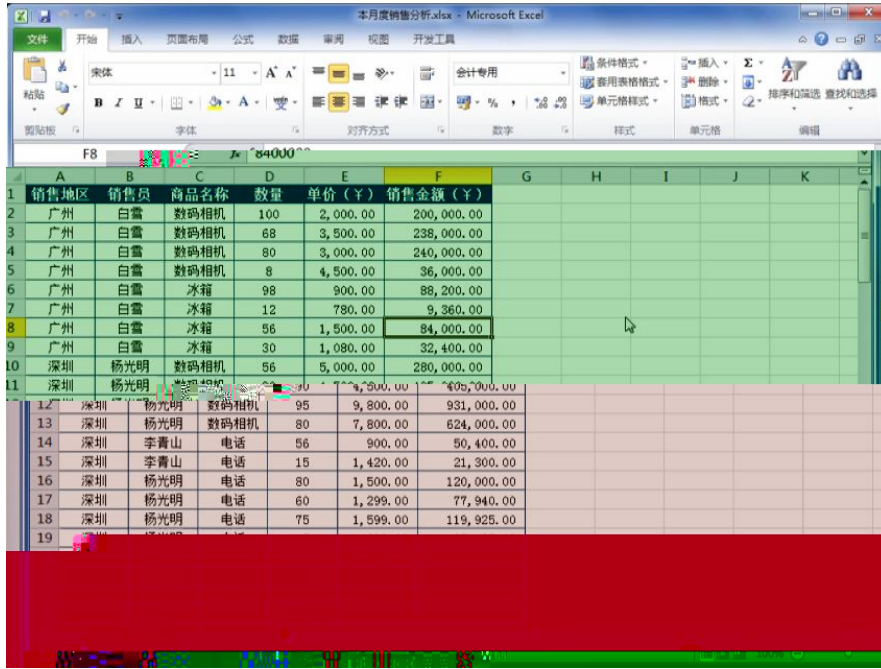 本月度销售分析.xlsx - Microsoft Excel
文件 开始 插入 页面布局 公式 数据 审阅 视图 开发工具
粘贴 宋体 11 会计专用 条件格式 插入
B I U A % , 套用表格格式 删除 排序和筛选 查找和选择
单元格样式 格式
剪贴板 字体 对齐方式 数字 样式 单元格 编辑
F8 fx 84000
A B C D E F G H I J K
1 销售地区 销售员 商品名称 数量 单价（￥） 销售金额（￥）
2 广州 白雪 数码相机 100 2,000.00 200,000.00
3 广州 白雪 数码相机 68 3,500.00 238,000.00
4 广州 白雪 数码相机 80 3,000.00 240,000.00
5 广州 白雪 数码相机 8 4,500.00 36,000.00
6 广州 白雪 冰箱 98 900.00 88,200.00
7 广州 白雪 冰箱 12 780.00 9,360.00
8 广州 白雪 冰箱 56 1,500.00 84,000.00
9 广州 白雪 冰箱 30 1,080.00 32,400.00
10 深圳 杨光明 数码相机 56 5,000.00 280,000.00
11 深圳 杨光明 数码相机 90 4,500.00 405,000.00
12 深圳 杨光明 数码相机 95 9,800.00 931,000.00
13 深圳 杨光明 数码相机 80 7,800.00 624,000.00
14 深圳 李青山 电话 56 900.00 50,400.00
15 深圳 李青山 电话 15 1,420.00 21,300.00
16 深圳 杨光明 电话 80 1,500.00 120,000.00
17 深圳 杨光明 电话 60 1,299.00 77,940.00
18 深圳 杨光明 电话 75 1,599.00 119,925.00
19